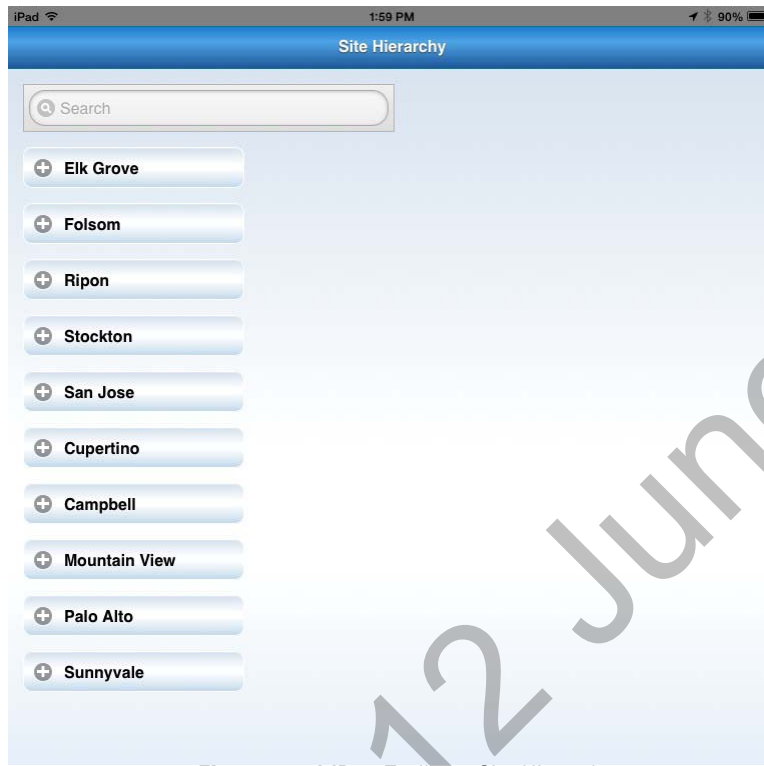 iPad 1:59 PM 90%
Site Hierarchy
Search
Elk Grove
Folsom
Ripon
Stockton
San Jose
Cupertino
Campbell
Mountain View
Palo Alto
Sunnyvale
12 June